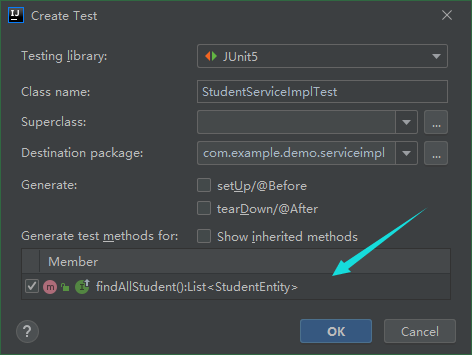 Create Test
Testing library: JUnit5
Class name: StudentServiceImplTest
Superclass: ...
Destination package: com.example.demo.serviceimpl ...
Generate: setUp/@Before
tearDown/@After
Generate test methods for: Show inherited methods
Member
m I findAllStudent():List<StudentEntity>
? OK Cancel